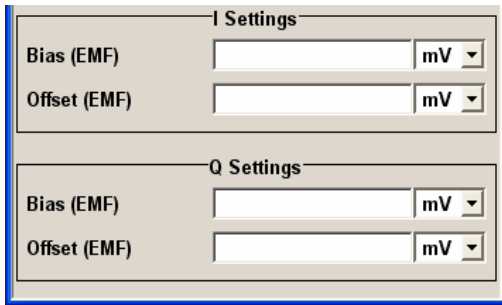 I Settings
Bias (EMF) mV
Offset (EMF) mV
Q Settings
Bias (EMF) mV
Offset (EMF) mV